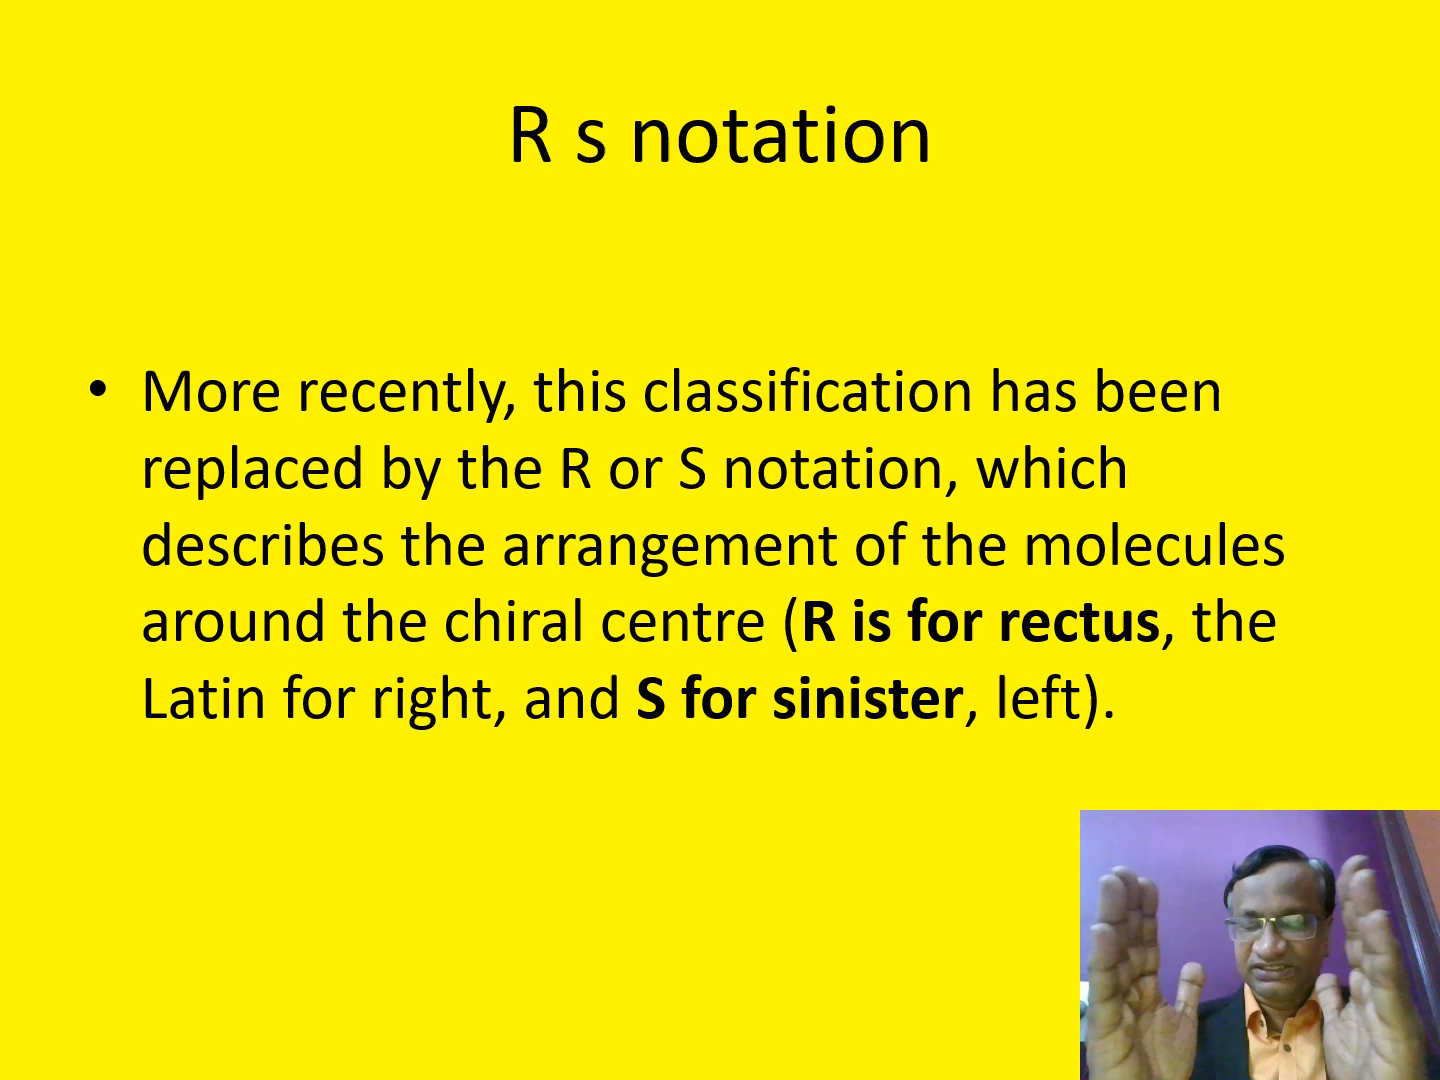 R s notation
• More recently, this classification has been
replaced by the R or S notation, which
describes the arrangement of the molecules
around the chiral centre (R is for rectus, the
Latin for right, and S for sinister, left).